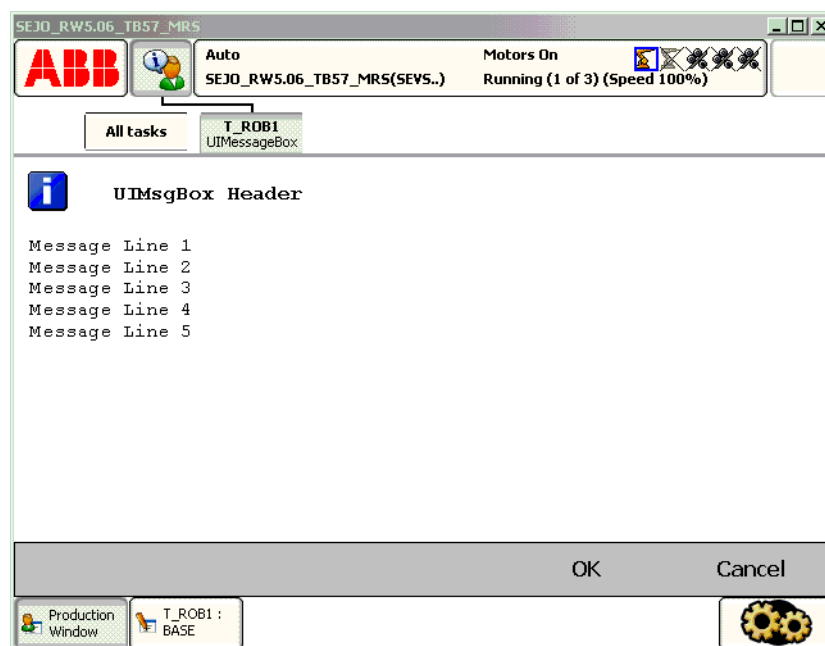 SEJO_RW5.06_TB57_MRS
ABB
Auto
SEJO_RW5.06_TB57_MRS(SEVS..)
Motors On
Running (1 of 3) (Speed 100%)
All tasks
T_ROB1
UIMessageBox
i
UIMsgBox Header
Message Line 1
Message Line 2
Message Line 3
Message Line 4
Message Line 5
OK
Cancel
Production
Window
T_ROB1 :
BASE